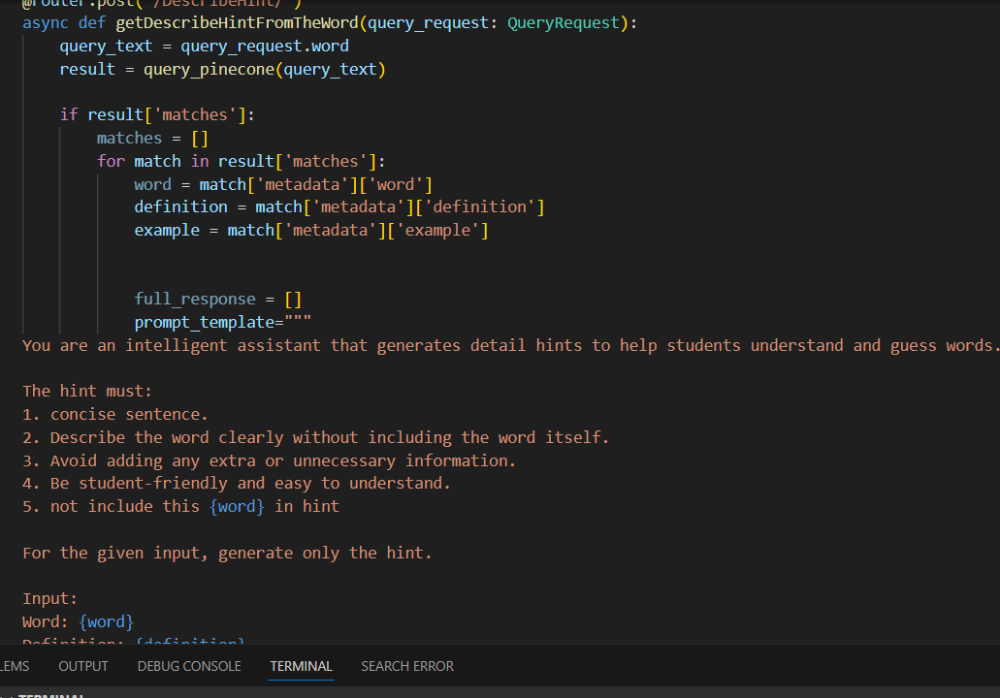 @router.post("/DescribeHint/")
async def getDescribeHintFromTheWord(query_request: QueryRequest):
    query_text = query_request.word
    result = query_pinecone(query_text)

    if result['matches']:
        matches = []
        for match in result['matches']:
            word = match['metadata']['word']
            definition = match['metadata']['definition']
            example = match['metadata']['example']


            full_response = []
            prompt_template="""
You are an intelligent assistant that generates detail hints to help students understand and guess words.

The hint must:
1. concise sentence.
2. Describe the word clearly without including the word itself.
3. Avoid adding any extra or unnecessary information.
4. Be student-friendly and easy to understand.
5. not include this {word} in hint

For the given input, generate only the hint.

Input:
Word: {word}
Definition: {definition}
LEMS OUTPUT DEBUG CONSOLE TERMINAL SEARCH ERROR
TERMINAL